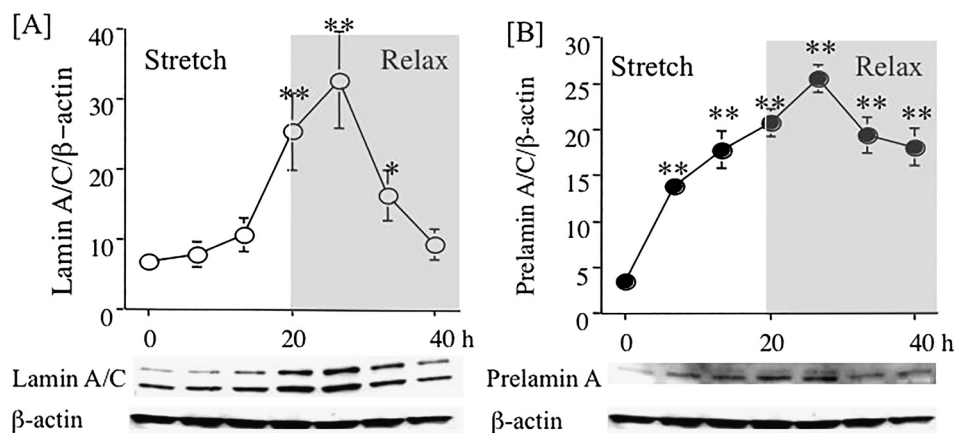 [A]
40
30
20
10
0
Lamin A/C/β−actin
Stretch
Relax
**
**
*
0
20
40 h
Lamin A/C
β-actin
[B]
30
25
20
15
10
5
0
Prelamin A/C/β-actin
Stretch
Relax
**
**
**
**
**
**
0
20
40 h
Prelamin A
β-actin